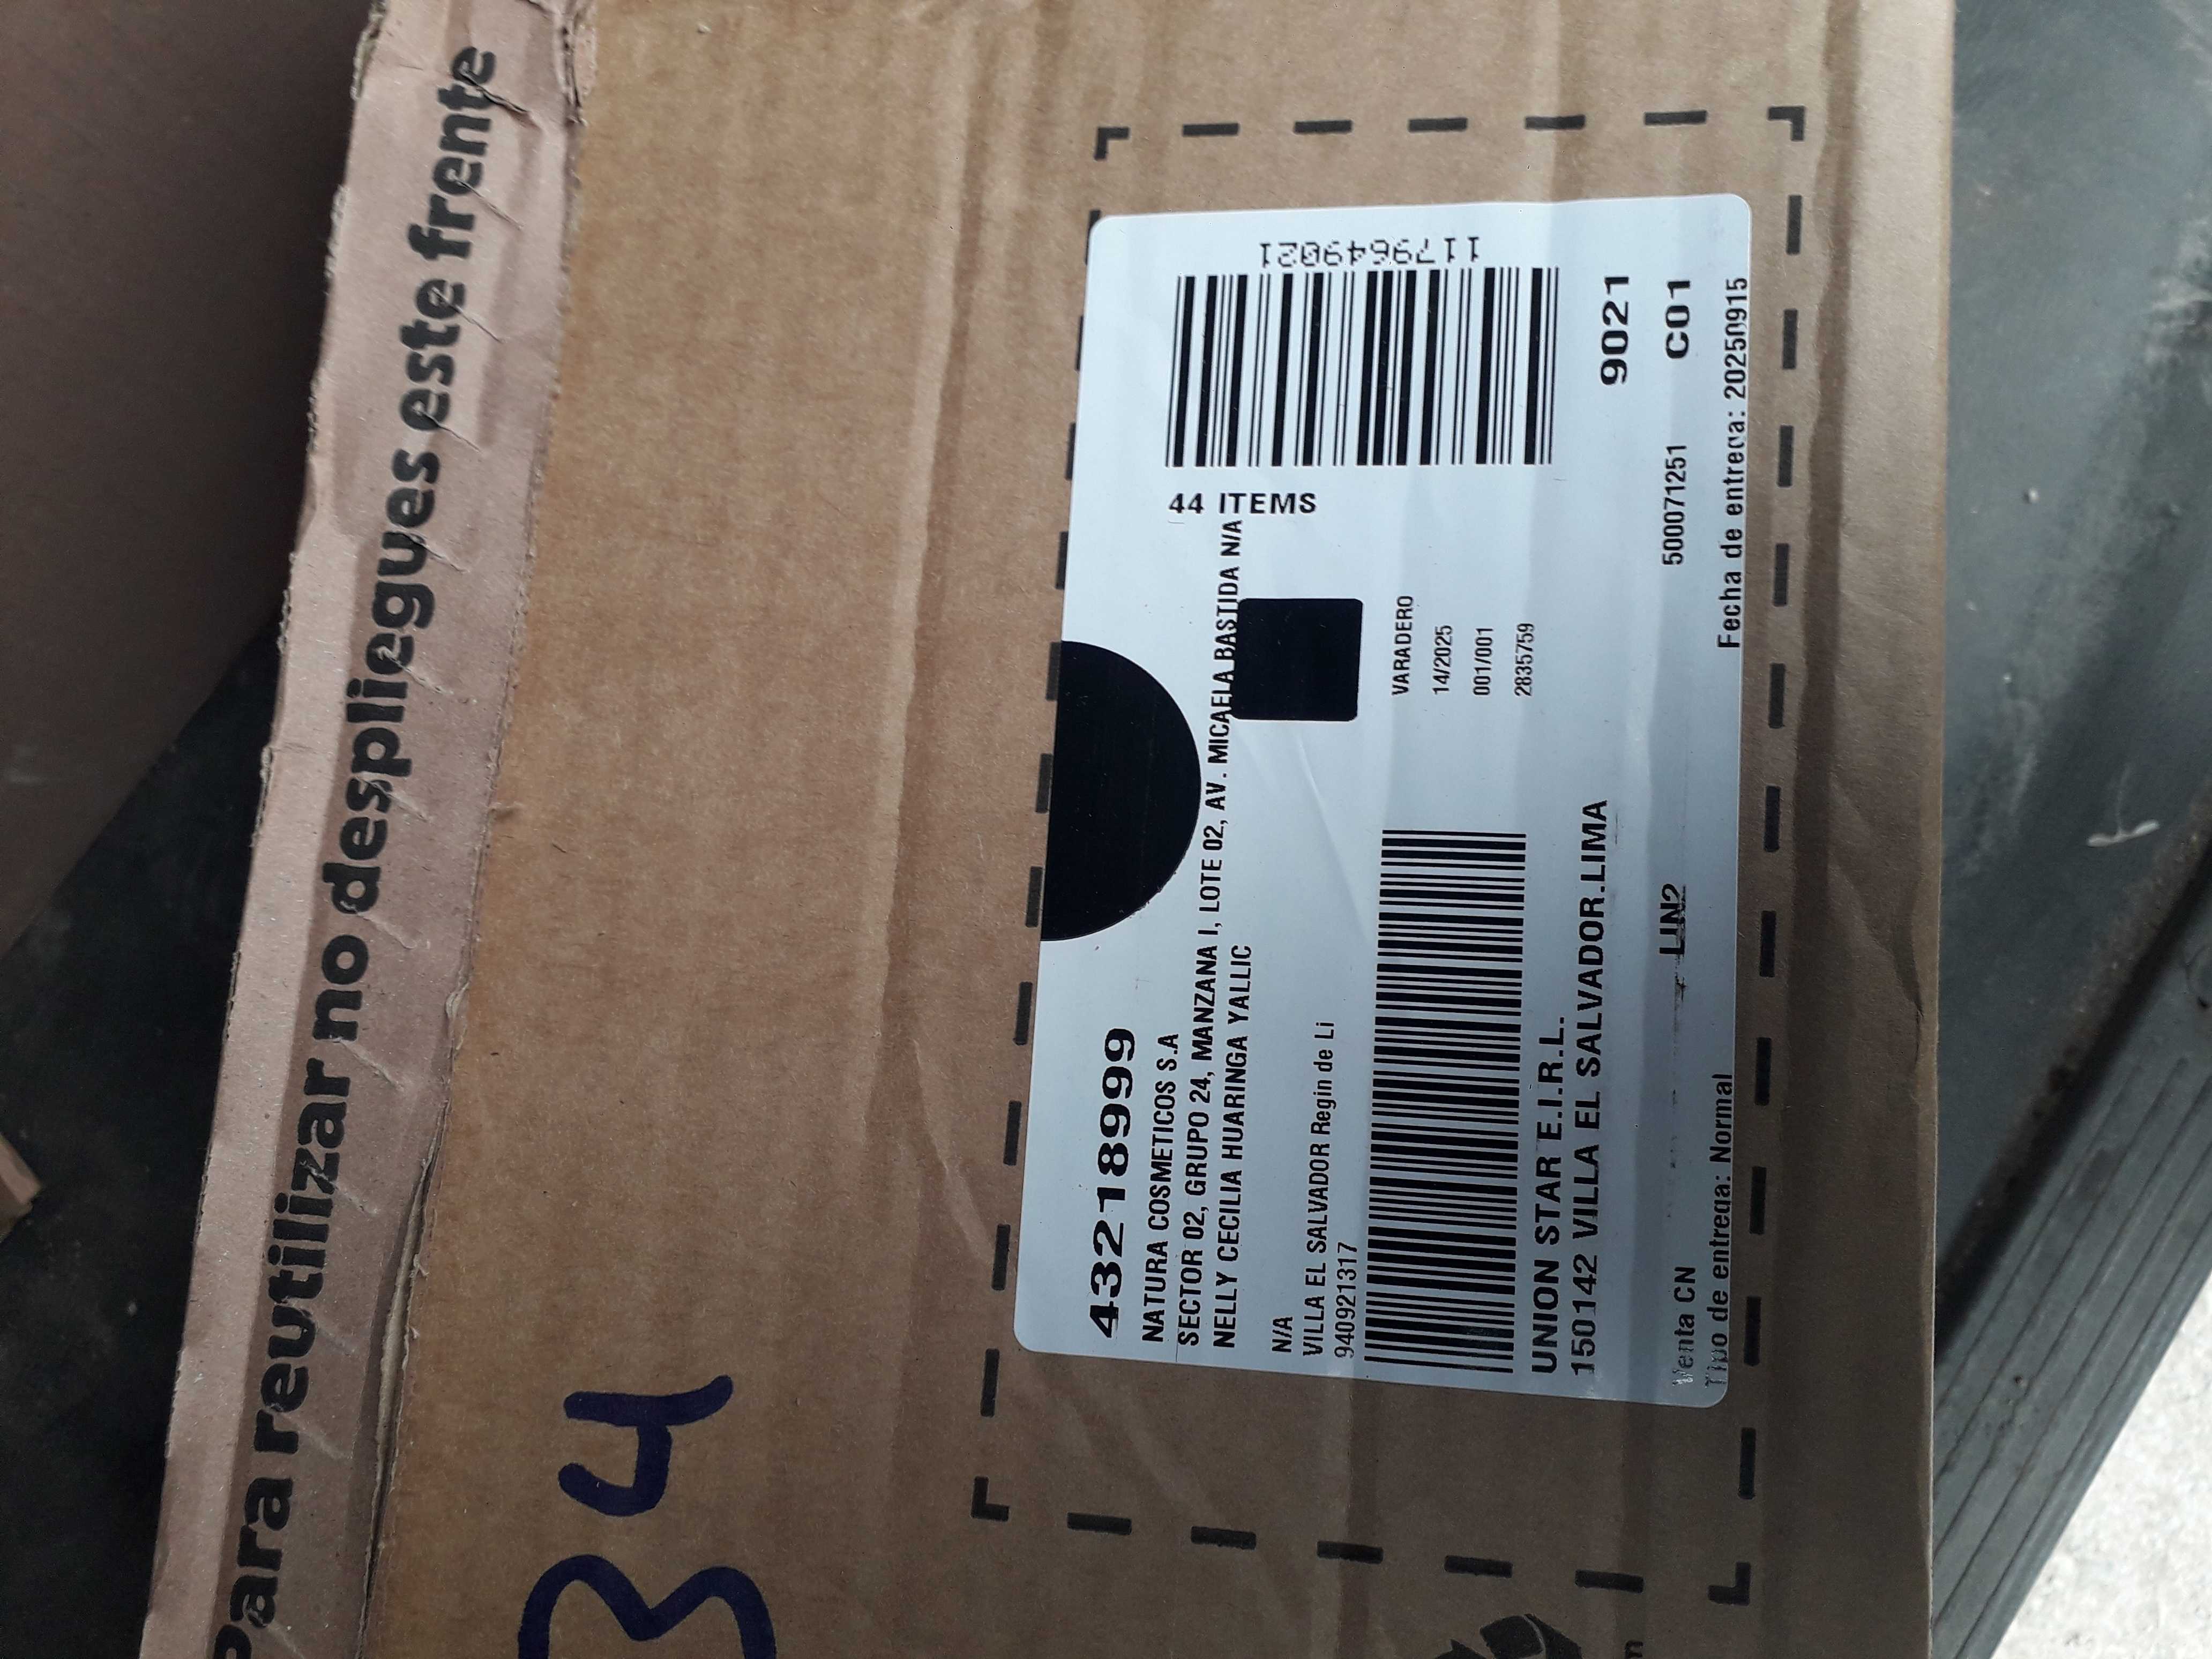 Para reutilizar no despliegues este frente
34
43218999
NATURA COSMETICOS S.A
SECTOR 02, GRUPO 24, MANZANA I, LOTE 02, AV. MICAELA BASTIDA N/A
NELLY CECILIA HUARINGA YALLIC
N/A
VILLA EL SALVADOR Regin de Li
940921317
44 ITEMS
1179649021
VARADERO
14/2025
001/001
2835759
UNION STAR E.I.R.L.
150142 VILLA EL SALVADOR.LIMA
9021
Venta CN
LIN2
500071251
C01
Tipo de entrega: Normal
Fecha de entrega: 20250915